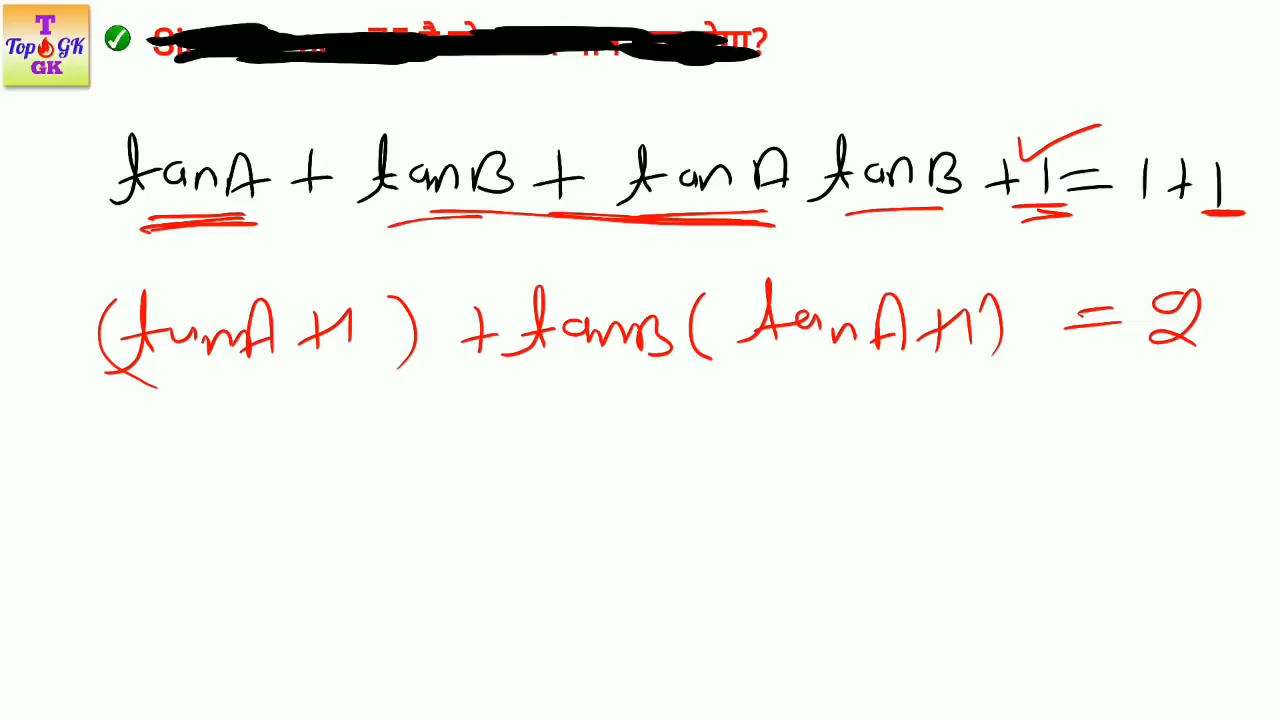 T
Top GK
GK
tanA + tanB + tanA tanB +1 = 1+1
(tanA+1) + tanB(tanA+1) = 2